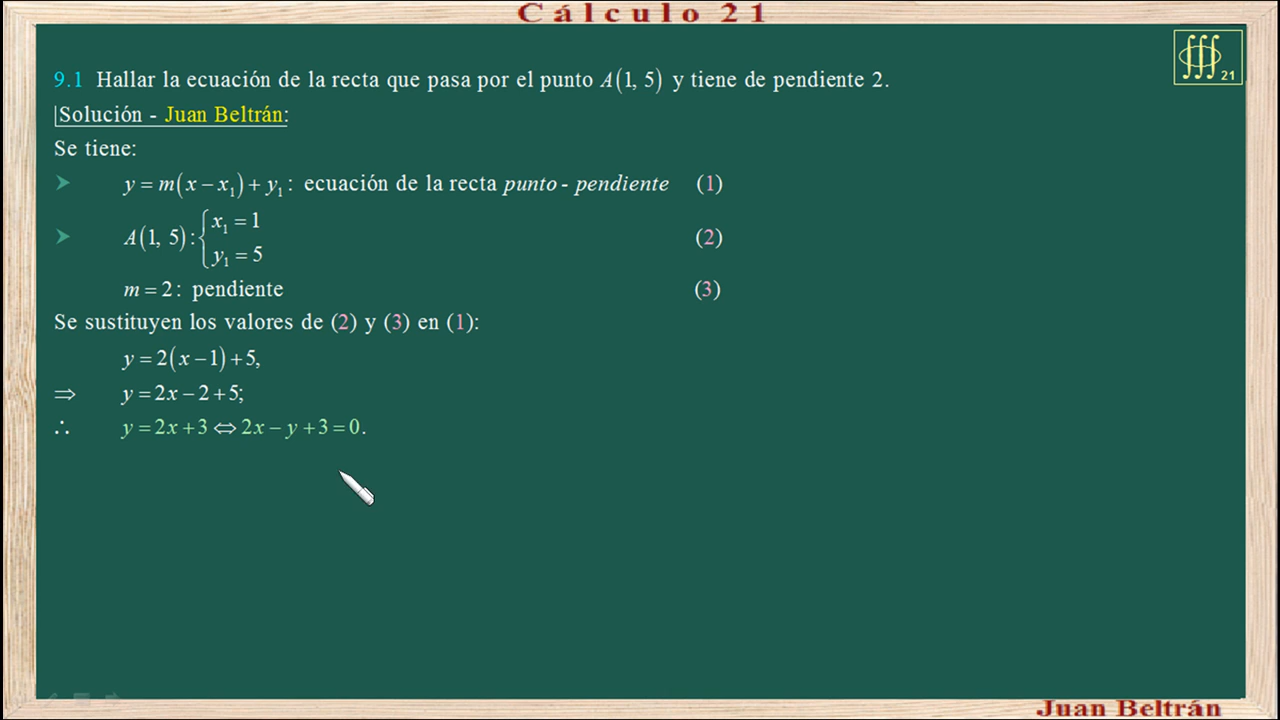 Cálculo 21
∯ 21
9.1 Hallar la ecuación de la recta que pasa por el punto A(1, 5) y tiene de pendiente 2.
Solución - Juan Beltrán:
Se tiene:
➤ y = m(x − x₁) + y₁ : ecuación de la recta punto - pendiente (1)
➤ A(1, 5) : { x₁ = 1
y₁ = 5 (2)
m = 2 : pendiente (3)
Se sustituyen los valores de (2) y (3) en (1):
y = 2(x − 1) + 5,
⇒ y = 2x − 2 + 5;
∴ y = 2x + 3 ⇔ 2x − y + 3 = 0.
Juan Beltrán